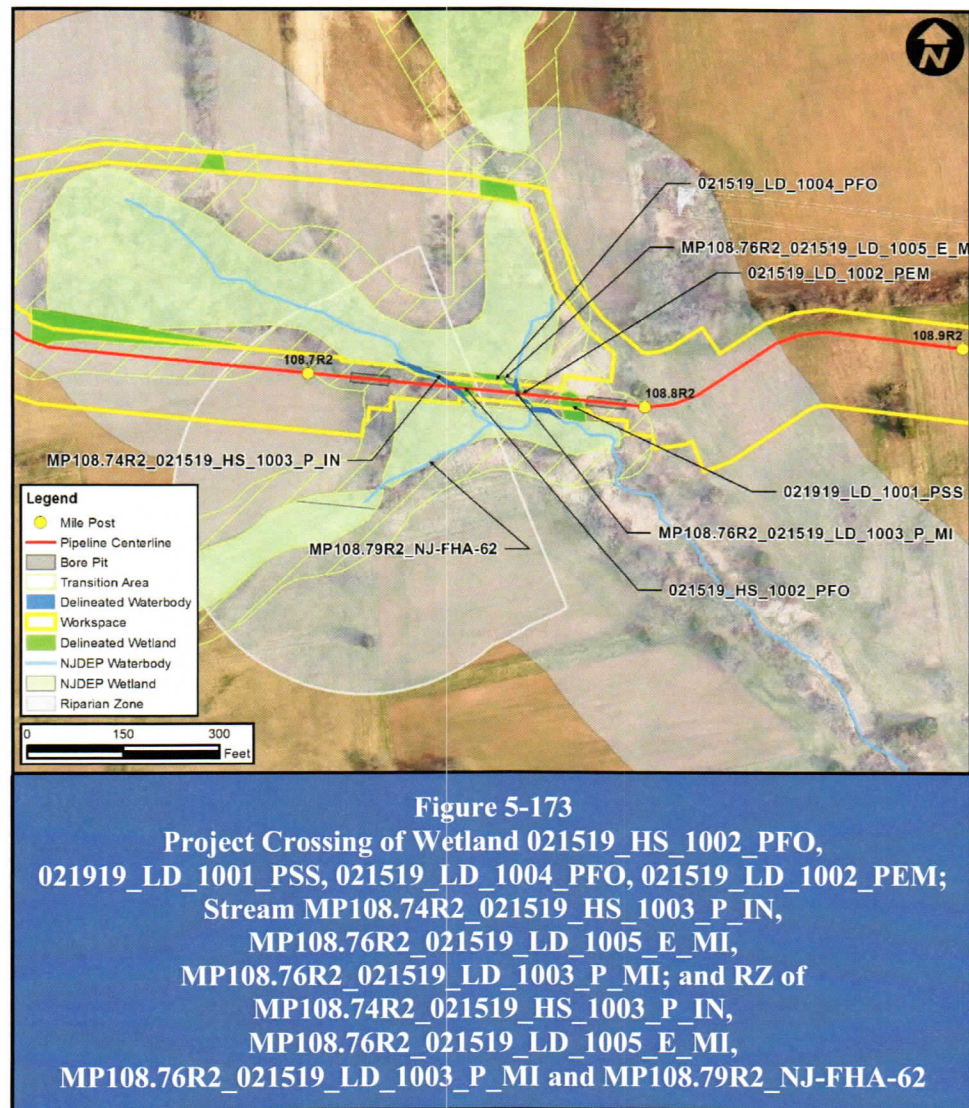 N
021519_LD_1004_PFO
MP108.76R2_021519_LD_1005_E_M
021519_LD_1002_PEM
108.9R2
108.7R2
108.8R2
MP108.74R2_021519_HS_1003_P_IN
021919_LD_1001_PSS
MP108.76R2_021519_LD_1003_P_MI
MP108.79R2_NJ-FHA-62
021519_HS_1002_PFO
Legend
Mile Post
Pipeline Centerline
Bore Pit
Transition Area
Delineated Waterbody
Workspace
Delineated Wetland
NJDEP Waterbody
NJDEP Wetland
Riparian Zone
0 150 300
Feet
Figure 5-173
Project Crossing of Wetland 021519_HS_1002_PFO,
021919_LD_1001_PSS, 021519_LD_1004_PFO, 021519_LD_1002_PEM;
Stream MP108.74R2_021519_HS_1003_P_IN,
MP108.76R2_021519_LD_1005_E_MI,
MP108.76R2_021519_LD_1003_P_MI; and RZ of
MP108.74R2_021519_HS_1003_P_IN,
MP108.76R2_021519_LD_1005_E_MI,
MP108.76R2_021519_LD_1003_P_MI and MP108.79R2_NJ-FHA-62